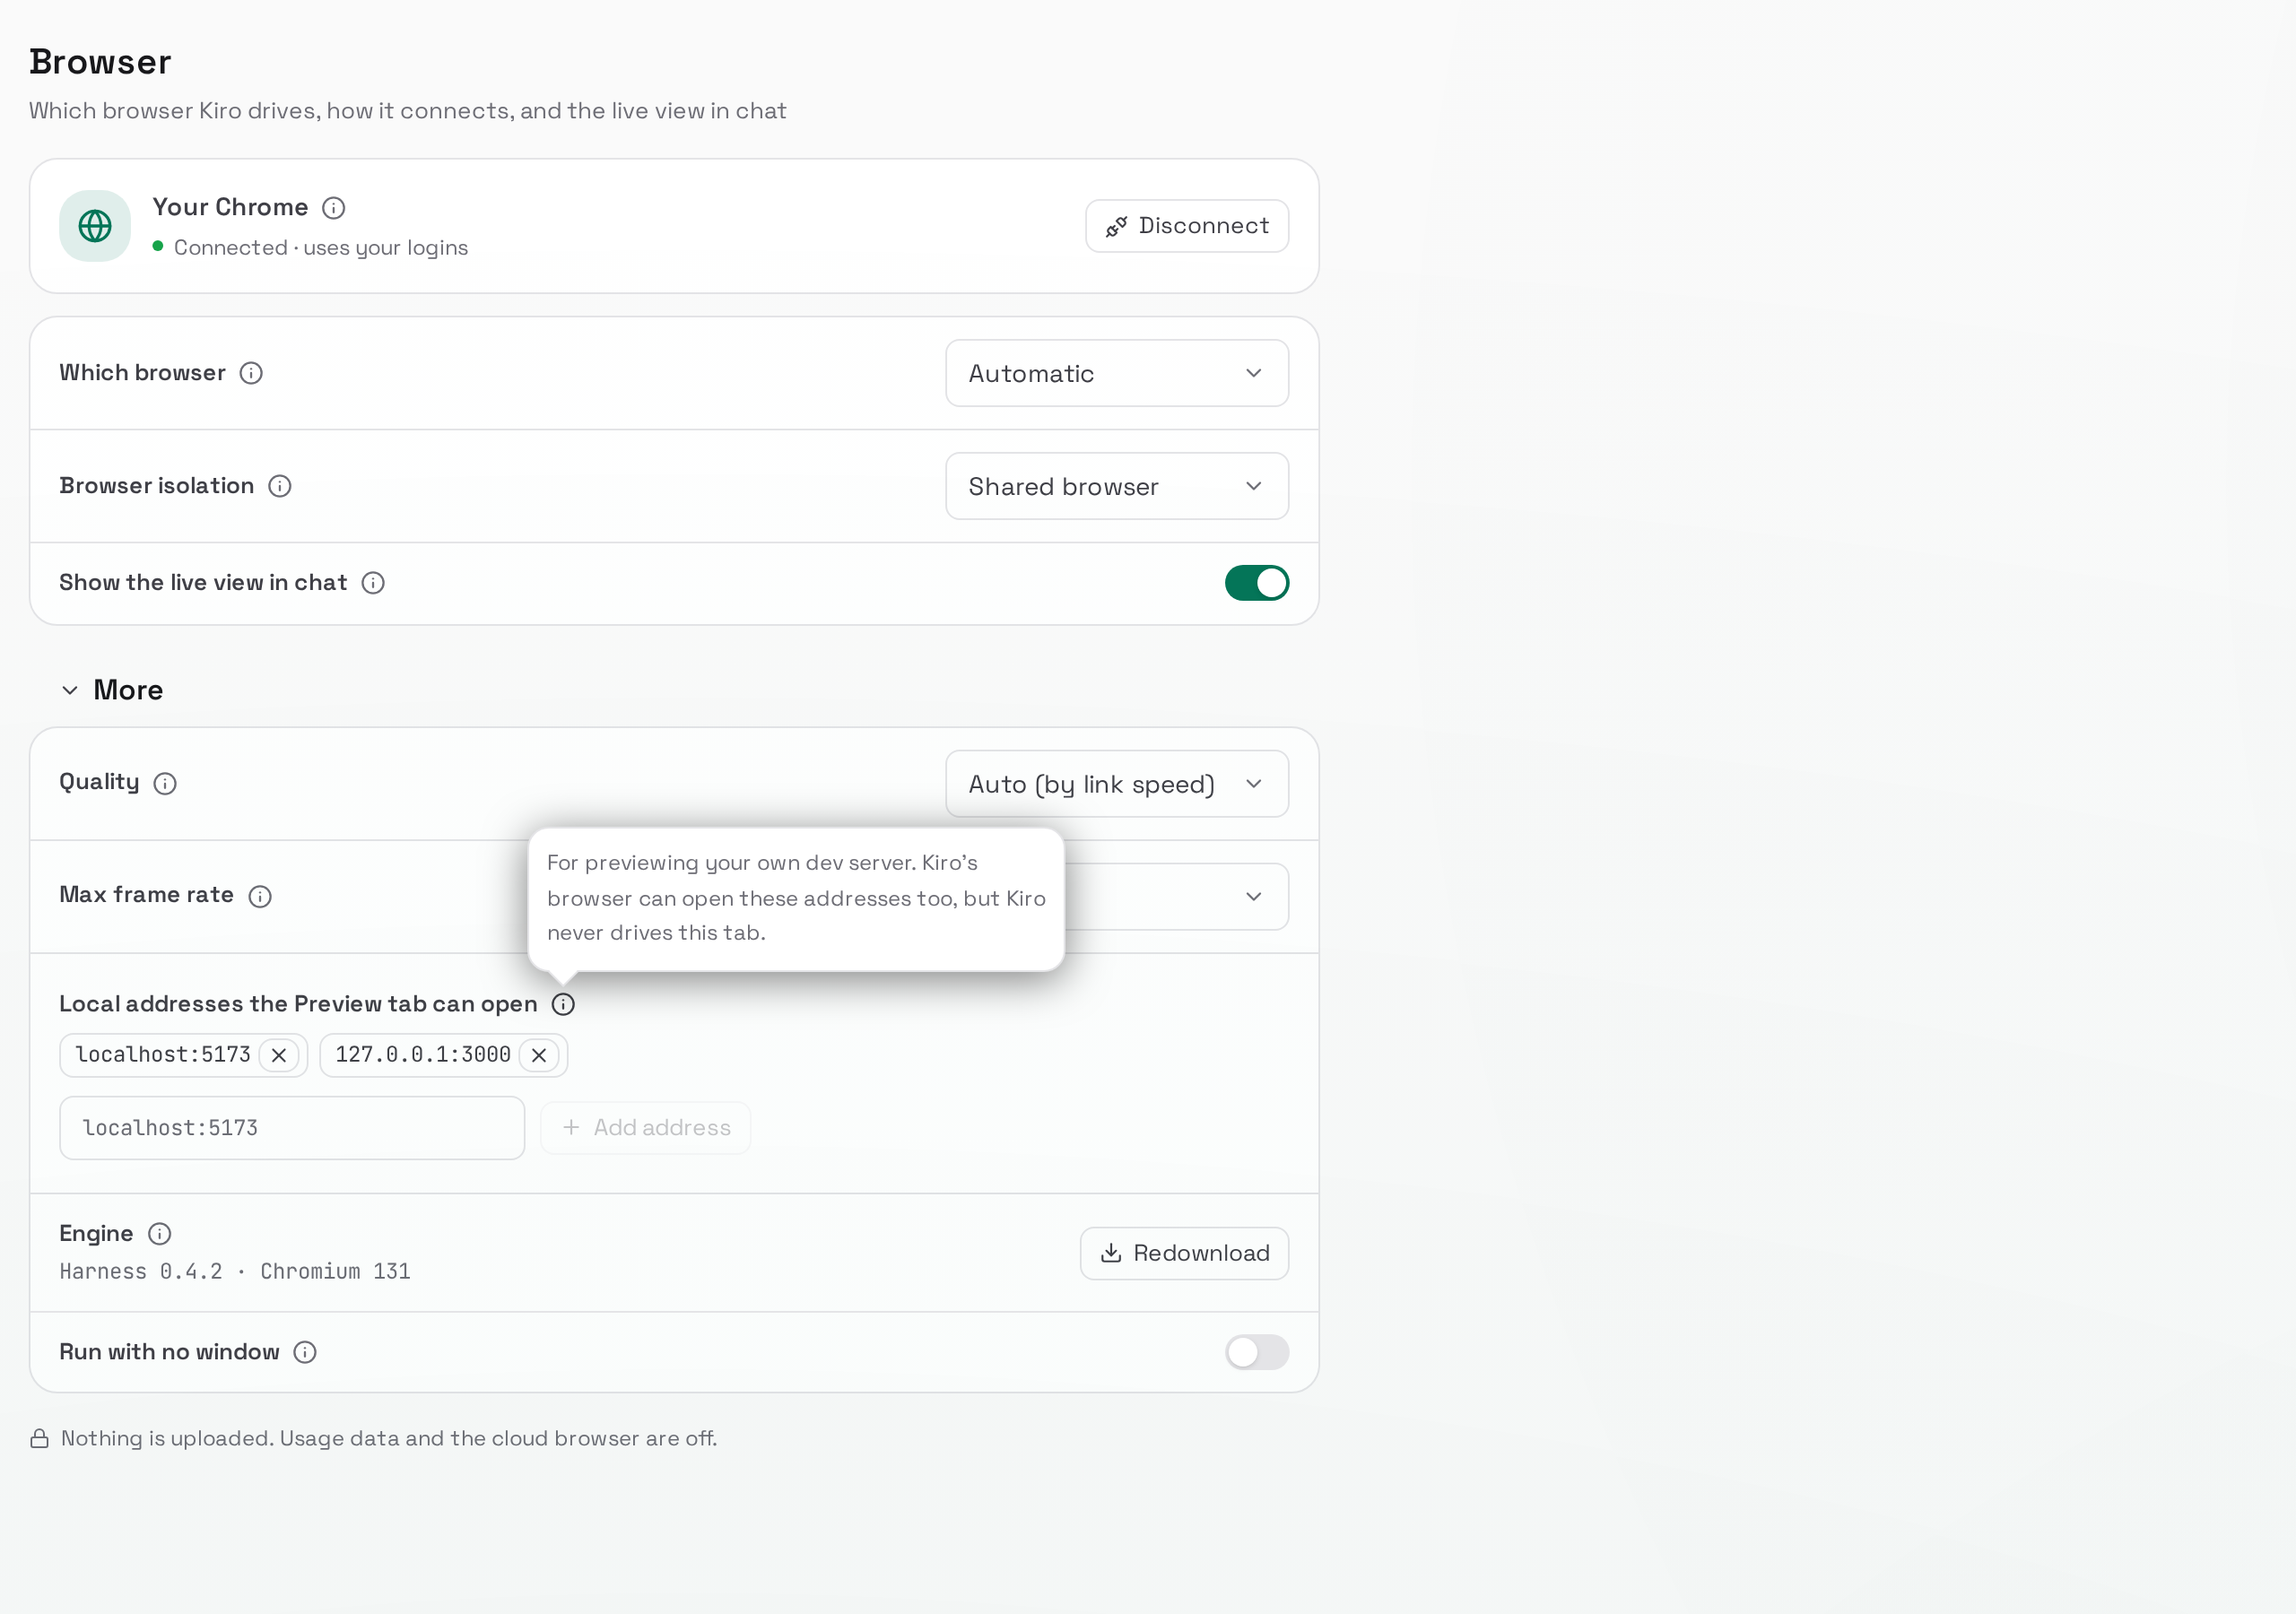 Browser
Which browser Kiro drives, how it connects, and the live view in chat
Your Chrome
Disconnect
Connected · uses your logins
Which browser
Automatic
Browser isolation
Shared browser
Show the live view in chat
More
Quality
Auto (by link speed)
For previewing your own dev server. Kiro's
browser can open these addresses too, but Kiro
never drives this tab.
Max frame rate
Local addresses the Preview tab can open
localhost:5173
127.0.0.1:3000
localhost:5173
Add address
Engine
Harness 0.4.2 · Chromium 131
Redownload
Run with no window
Nothing is uploaded. Usage data and the cloud browser are off.